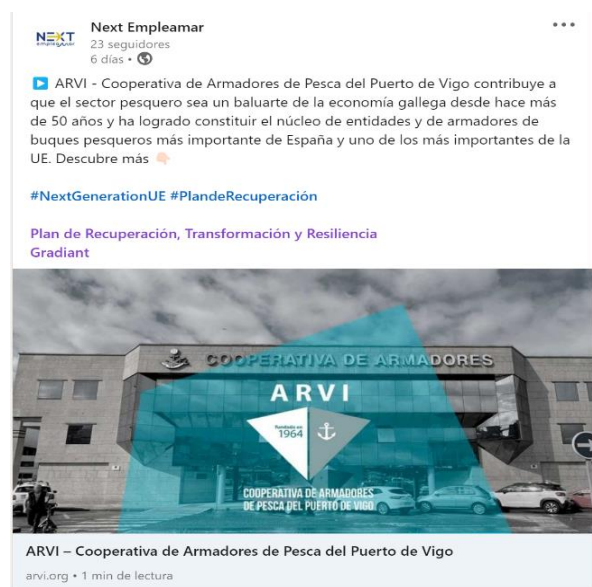 NEXT
empleamar
Next Empleamar
23 seguidores
6 días •
ARVI - Cooperativa de Armadores de Pesca del Puerto de Vigo contribuye a
que el sector pesquero sea un baluarte de la economía gallega desde hace más
de 50 años y ha logrado constituir el núcleo de entidades y de armadores de
buques pesqueros más importante de España y uno de los más importantes de la
UE. Descubre más
#NextGenerationUE #PlandeRecuperación
Plan de Recuperación, Transformación y Resiliencia
Gradiant
COOPERATIVA DE ARMADORES
ARVI
fundada en
1964
COOPERATIVA DE ARMADORES
DE PESCA DEL PUERTO DE VIGO
ARVI – Cooperativa de Armadores de Pesca del Puerto de Vigo
arvi.org • 1 min de lectura